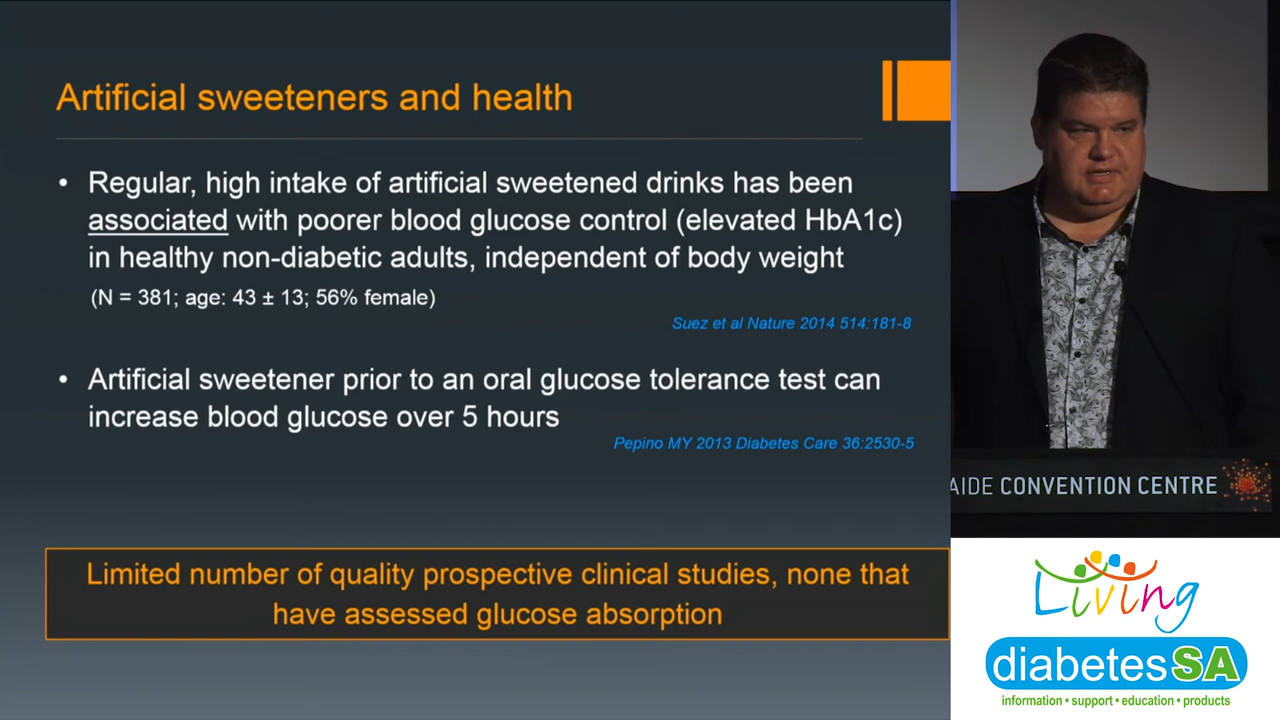 Artificial sweeteners and health
• Regular, high intake of artificial sweetened drinks has been
associated with poorer blood glucose control (elevated HbA1c)
in healthy non-diabetic adults, independent of body weight
(N = 381; age: 43 ± 13; 56% female)
Suez et al Nature 2014 514:181-8
• Artificial sweetener prior to an oral glucose tolerance test can
increase blood glucose over 5 hours
Pepino MY 2013 Diabetes Care 36:2530-5
Limited number of quality prospective clinical studies, none that
have assessed glucose absorption
AIDE CONVENTION CENTRE
Living
diabetesSA
information • support • education • products